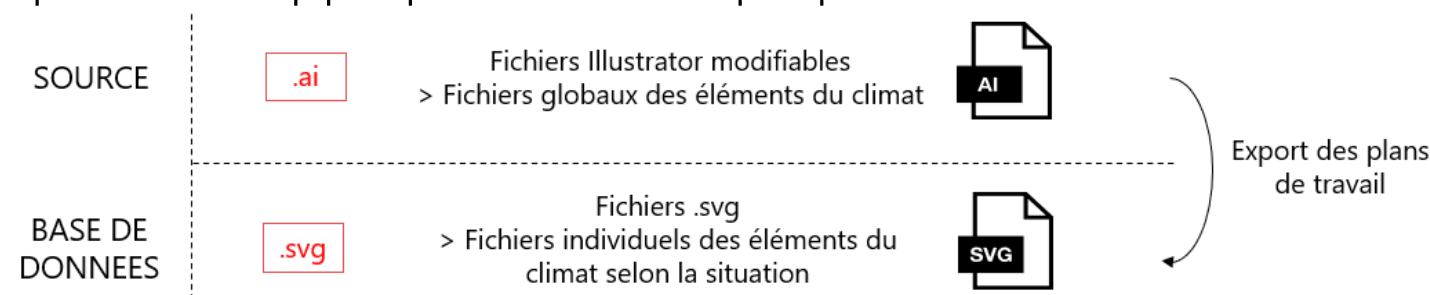 SOURCE
.ai
Fichiers Illustrator modifiables
> Fichiers globaux des éléments du climat
AI
Export des plans
de travail
BASE DE
DONNEES
.svg
Fichiers .svg
> Fichiers individuels des éléments du
climat selon la situation
SVG